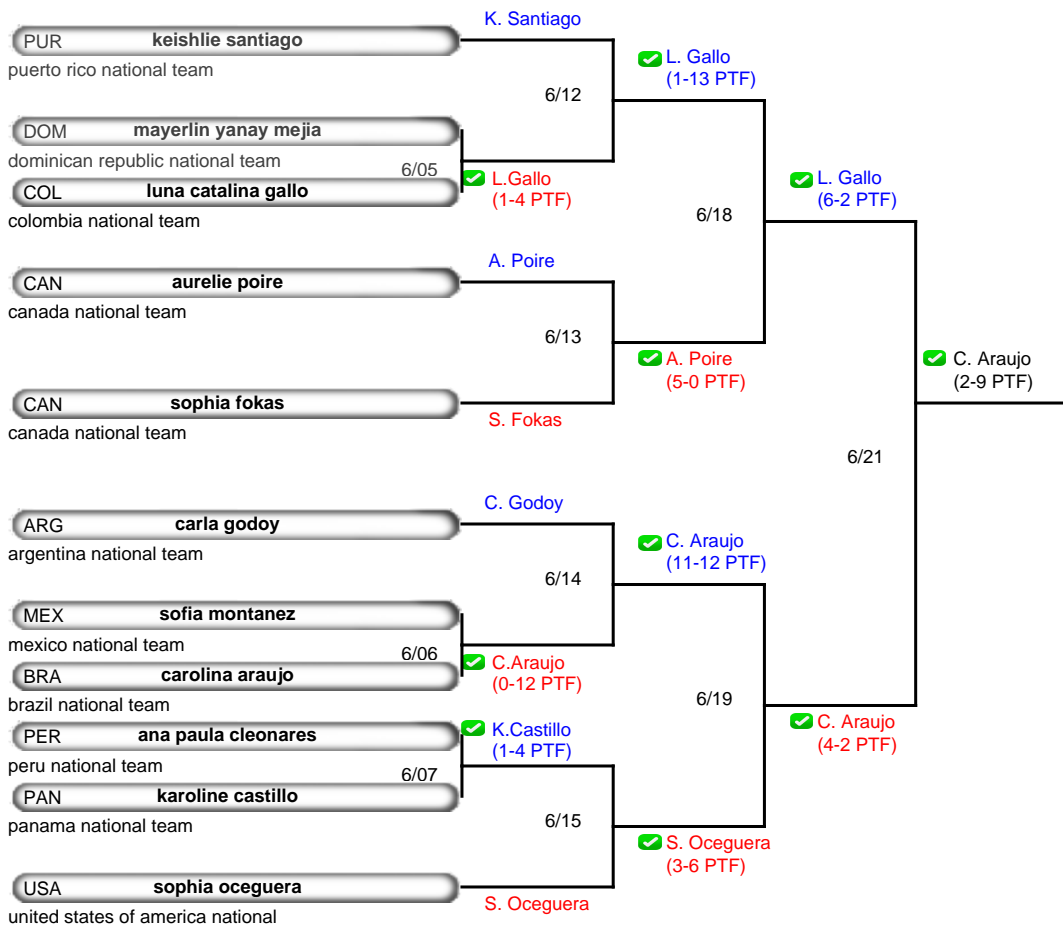 K. Santiago
PUR keishlie santiago
puerto rico national team
L. Gallo
(1-13 PTF)
6/12
DOM mayerlin yanay mejia
dominican republic national team
6/05
COL luna catalina gallo
colombia national team
L.Gallo
(1-4 PTF)
L. Gallo
(6-2 PTF)
6/18
A. Poire
CAN aurelie poire
canada national team
6/13
A. Poire
(5-0 PTF)
CAN sophia fokas
canada national team
S. Fokas
C. Araujo
(2-9 PTF)
6/21
C. Godoy
ARG carla godoy
argentina national team
C. Araujo
(11-12 PTF)
6/14
MEX sofia montanez
mexico national team
6/06
BRA carolina araujo
brazil national team
C.Araujo
(0-12 PTF)
6/19
C. Araujo
(4-2 PTF)
PER ana paula cleonares
peru national team
K.Castillo
(1-4 PTF)
6/07
PAN karoline castillo
panama national team
6/15
S. Oceguera
(3-6 PTF)
USA sophia oceguera
united states of america national
S. Oceguera